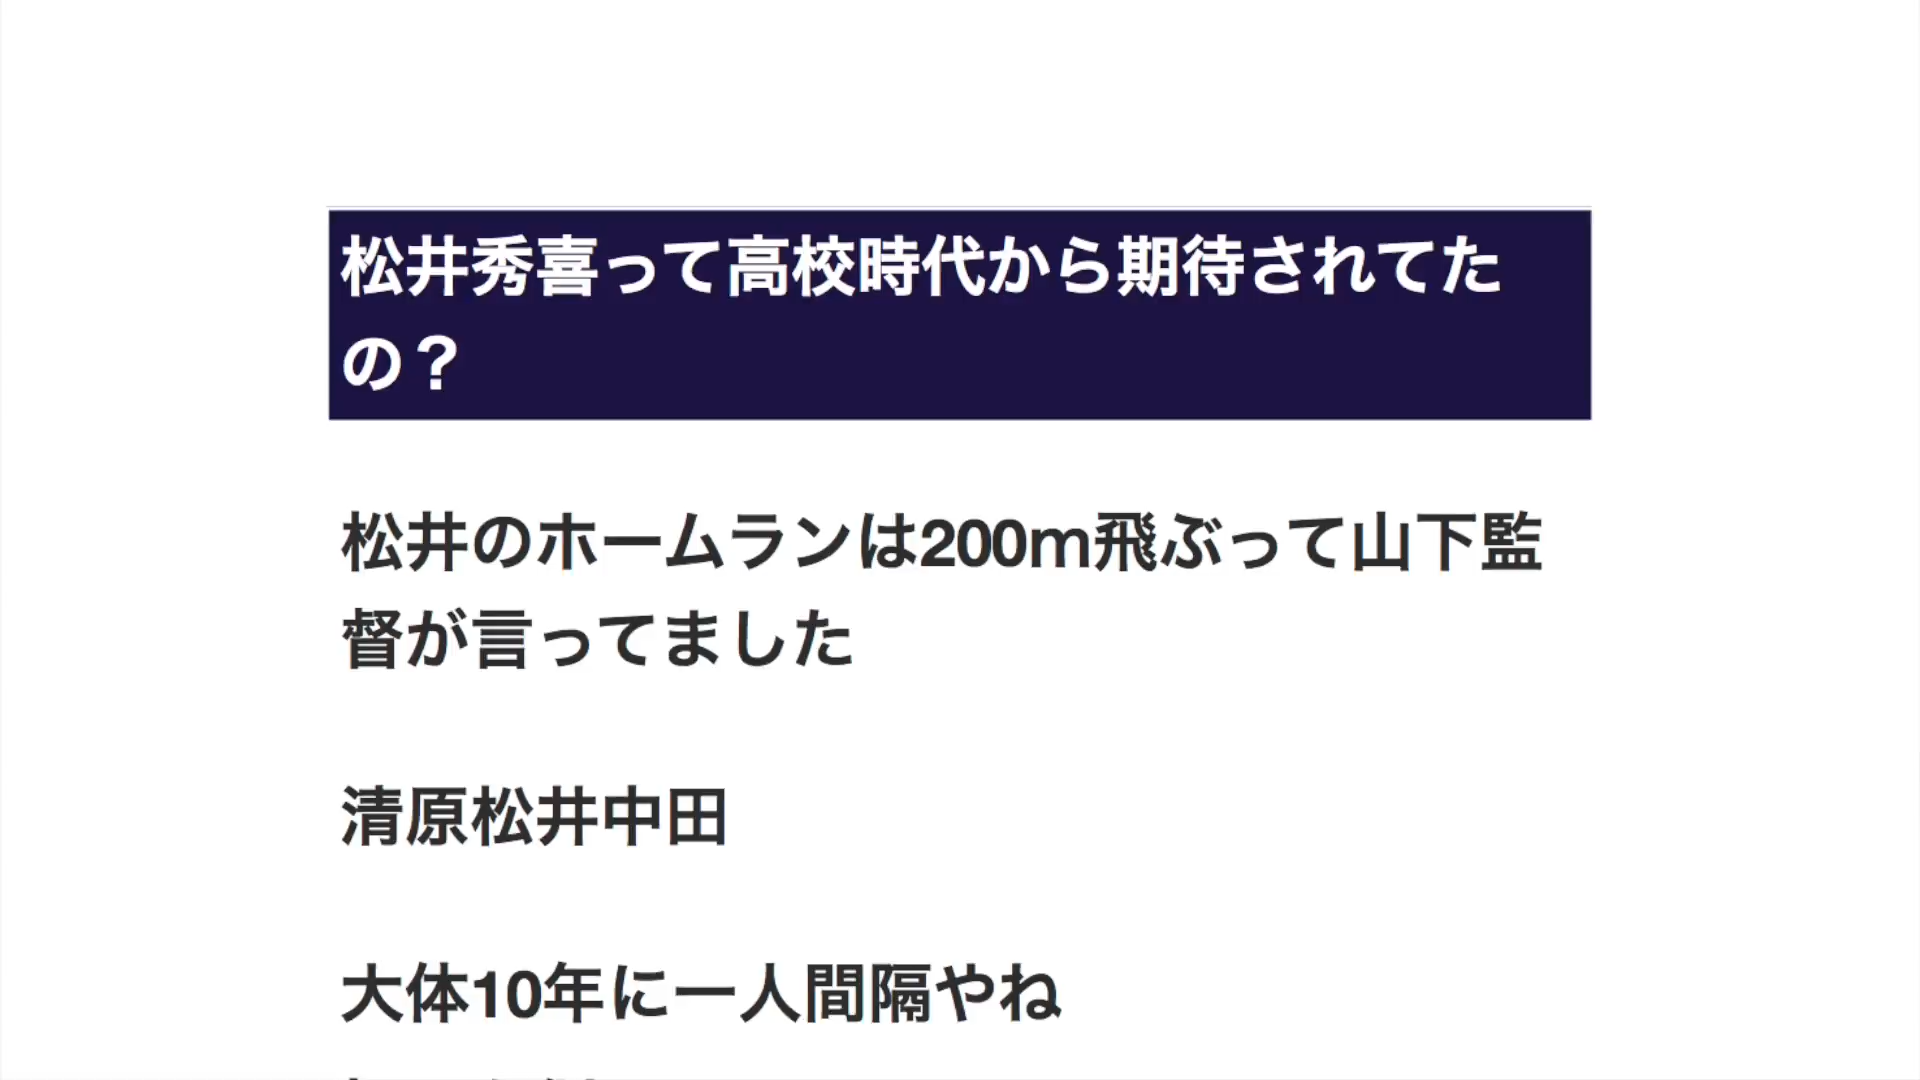 松井秀喜って高校時代から期待されてた
の？
松井のホームランは200m飛ぶって山下監
督が言ってました
清原松井中田
大体10年に一人間隔やね